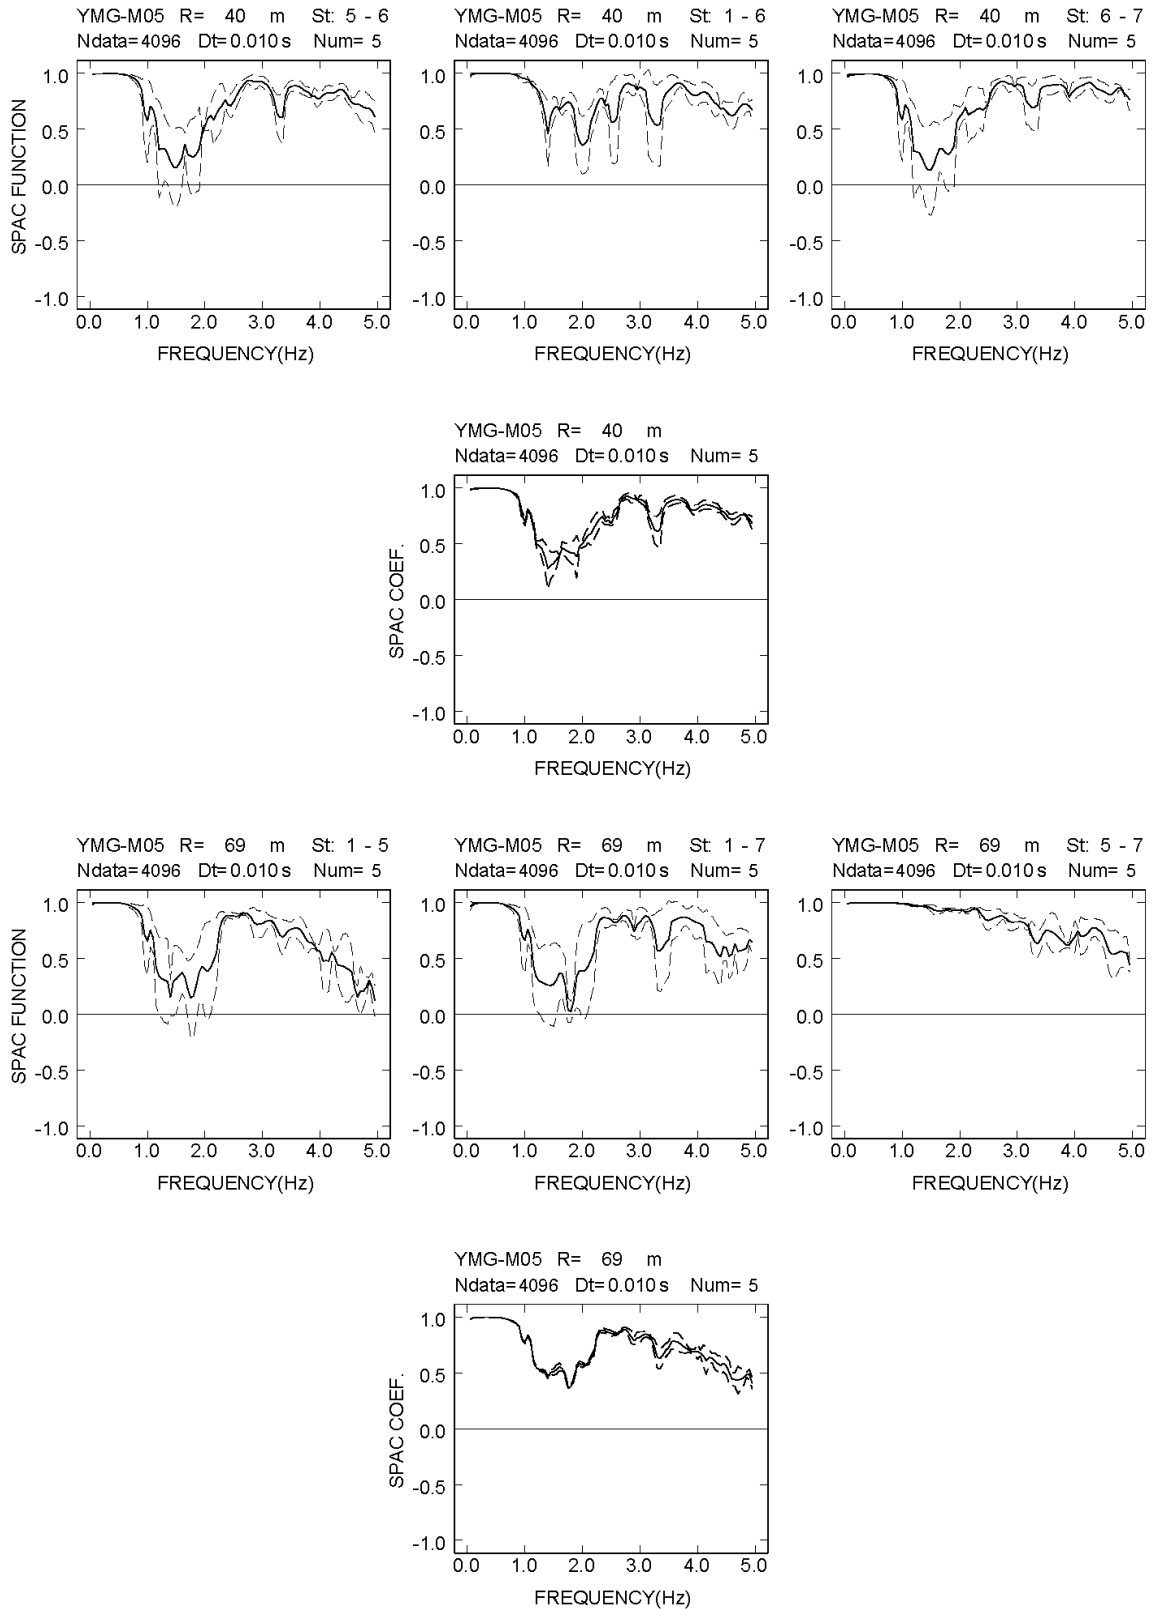 YMG-M05 R= 40 m St: 5 - 6
Ndata=4096 Dt=0.010 s Num= 5
1.0
0.5
0.0
-0.5
-1.0
SPAC FUNCTION
0.0 1.0 2.0 3.0 4.0 5.0
FREQUENCY(Hz)
YMG-M05 R= 40 m St: 1 - 6
Ndata=4096 Dt=0.010 s Num= 5
1.0
0.5
0.0
-0.5
-1.0
0.0 1.0 2.0 3.0 4.0 5.0
FREQUENCY(Hz)
YMG-M05 R= 40 m St: 6 - 7
Ndata=4096 Dt=0.010 s Num= 5
1.0
0.5
0.0
-0.5
-1.0
0.0 1.0 2.0 3.0 4.0 5.0
FREQUENCY(Hz)
YMG-M05 R= 40 m
Ndata=4096 Dt=0.010 s Num= 5
1.0
0.5
0.0
-0.5
-1.0
SPAC COEF.
0.0 1.0 2.0 3.0 4.0 5.0
FREQUENCY(Hz)
YMG-M05 R= 69 m St: 1 - 5
Ndata=4096 Dt=0.010 s Num= 5
1.0
0.5
0.0
-0.5
-1.0
SPAC FUNCTION
0.0 1.0 2.0 3.0 4.0 5.0
FREQUENCY(Hz)
YMG-M05 R= 69 m St: 1 - 7
Ndata=4096 Dt=0.010 s Num= 5
1.0
0.5
0.0
-0.5
-1.0
0.0 1.0 2.0 3.0 4.0 5.0
FREQUENCY(Hz)
YMG-M05 R= 69 m St: 5 - 7
Ndata=4096 Dt=0.010 s Num= 5
1.0
0.5
0.0
-0.5
-1.0
0.0 1.0 2.0 3.0 4.0 5.0
FREQUENCY(Hz)
YMG-M05 R= 69 m
Ndata=4096 Dt=0.010 s Num= 5
1.0
0.5
0.0
-0.5
-1.0
SPAC COEF.
0.0 1.0 2.0 3.0 4.0 5.0
FREQUENCY(Hz)